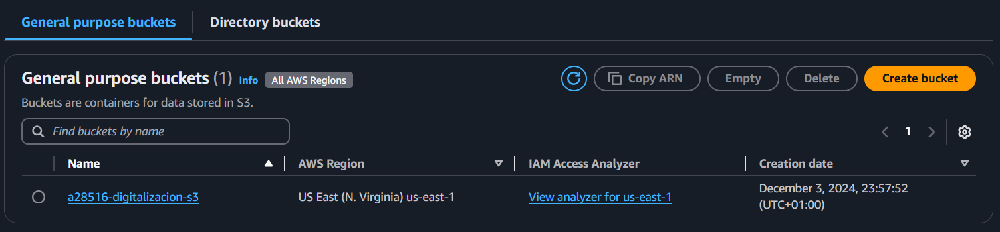 General purpose buckets
Directory buckets
General purpose buckets (1) Info All AWS Regions
Copy ARN
Empty
Delete
Create bucket
Buckets are containers for data stored in S3.
Find buckets by name
1
Name
AWS Region
IAM Access Analyzer
Creation date
a28516-digitalizacion-s3
US East (N. Virginia) us-east-1
View analyzer for us-east-1
December 3, 2024, 23:57:52
(UTC+01:00)